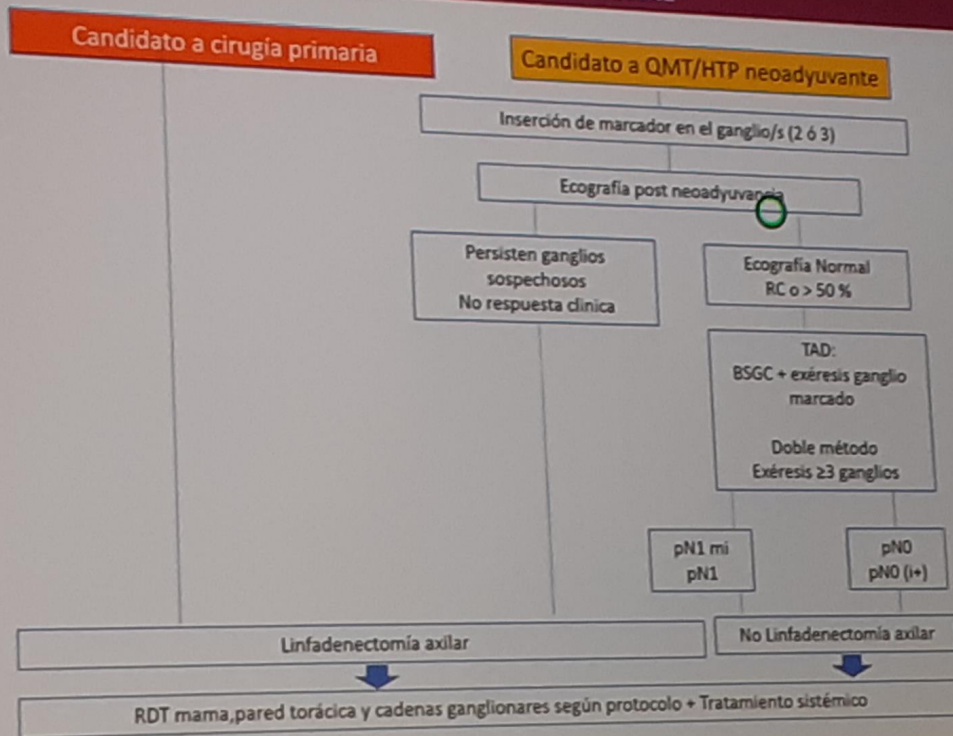 Candidato a cirugía primaria
Candidato a QMT/HTP neoadyuvante
Inserción de marcador en el ganglio/s (2 ó 3)
Ecografía post neoadyuvancia
Persisten ganglios
sospechosos
No respuesta clinica
Ecografía Normal
RC o > 50 %
TAD:
BSGC + exéresis ganglio
marcado
Doble método
Exéresis ≥3 ganglios
pN1 mi
pN1
pN0
pN0 (i+)
Linfadenectomía axilar
No Linfadenectomía axilar
RDT mama,pared torácica y cadenas ganglionares según protocolo + Tratamiento sistémico